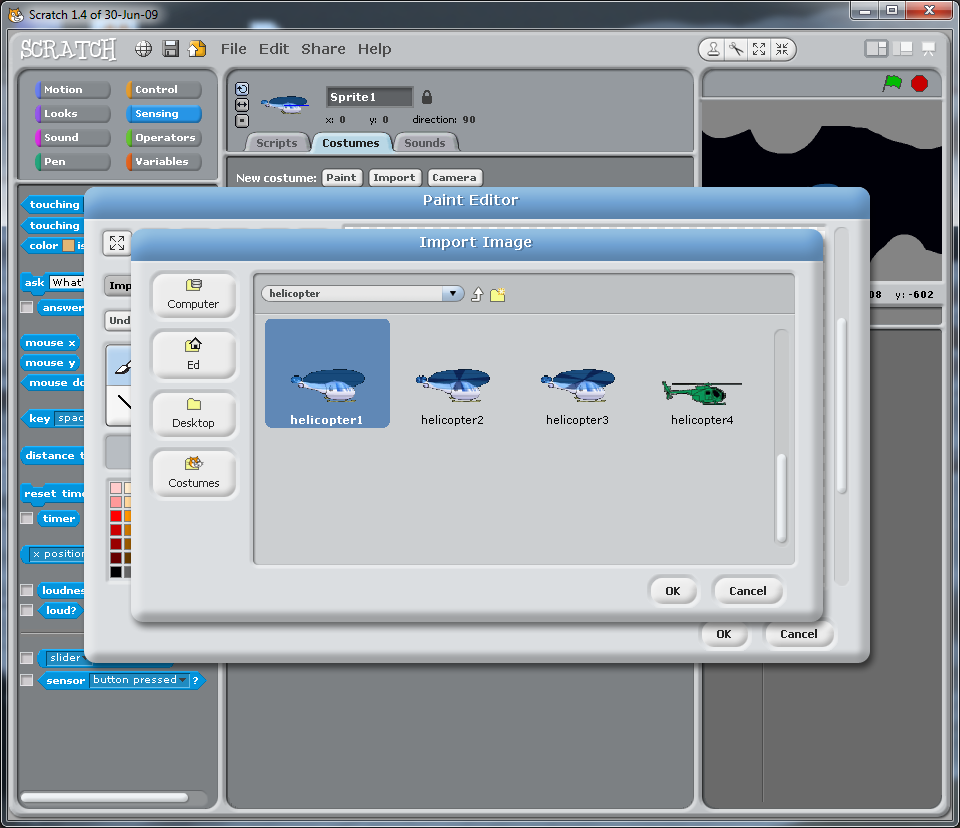 Scratch 1.4 of 30-Jun-09
SCRATCH File Edit Share Help
Motion Control
Looks Sensing
Sound Operators
Pen Variables
Sprite1
x: 0 y: 0 direction: 90
Scripts Costumes Sounds
New costume: Paint Import Camera
touching
touching
color is
ask What'
answer
mouse x
mouse y
mouse do
key spac
distance t
reset time
timer
x position
loudnes
loud?
slider
sensor button pressed ?
Paint Editor
Imp
Und
Import Image
Computer
Ed
Desktop
Costumes
helicopter
helicopter1 helicopter2 helicopter3 helicopter4
OK Cancel
OK Cancel
08 y: -602